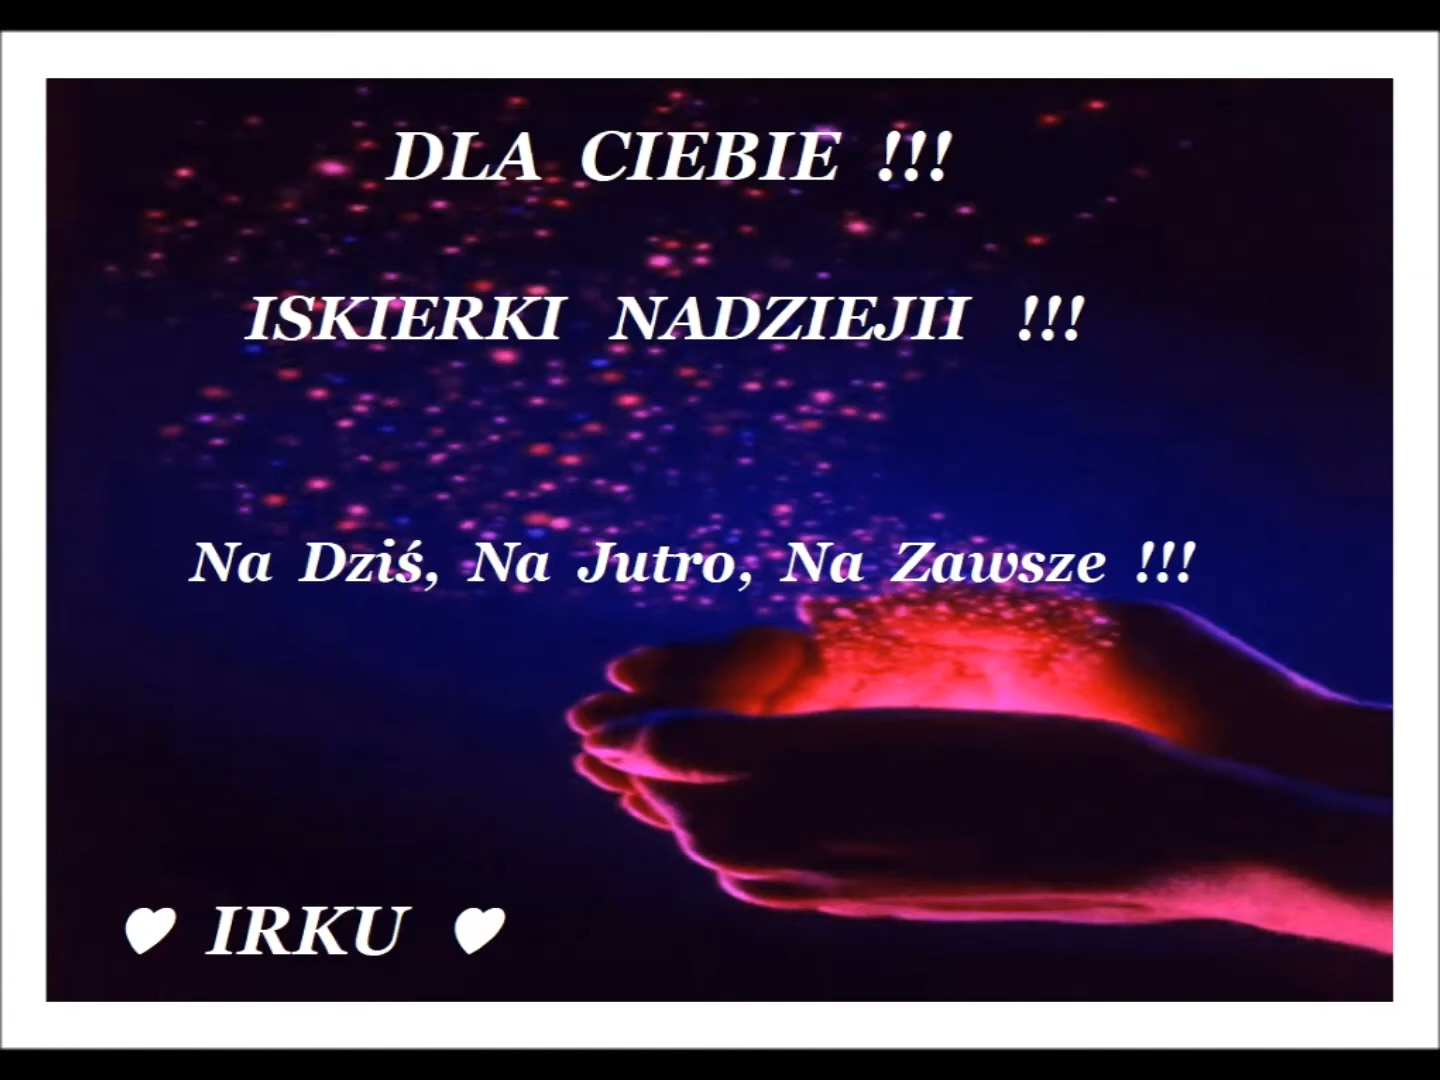 DLA CIEBIE !!!
ISKIERKI NADZIEJII !!!
Na Dziś, Na Jutro, Na Zawsze !!!
♥ IRKU ♥